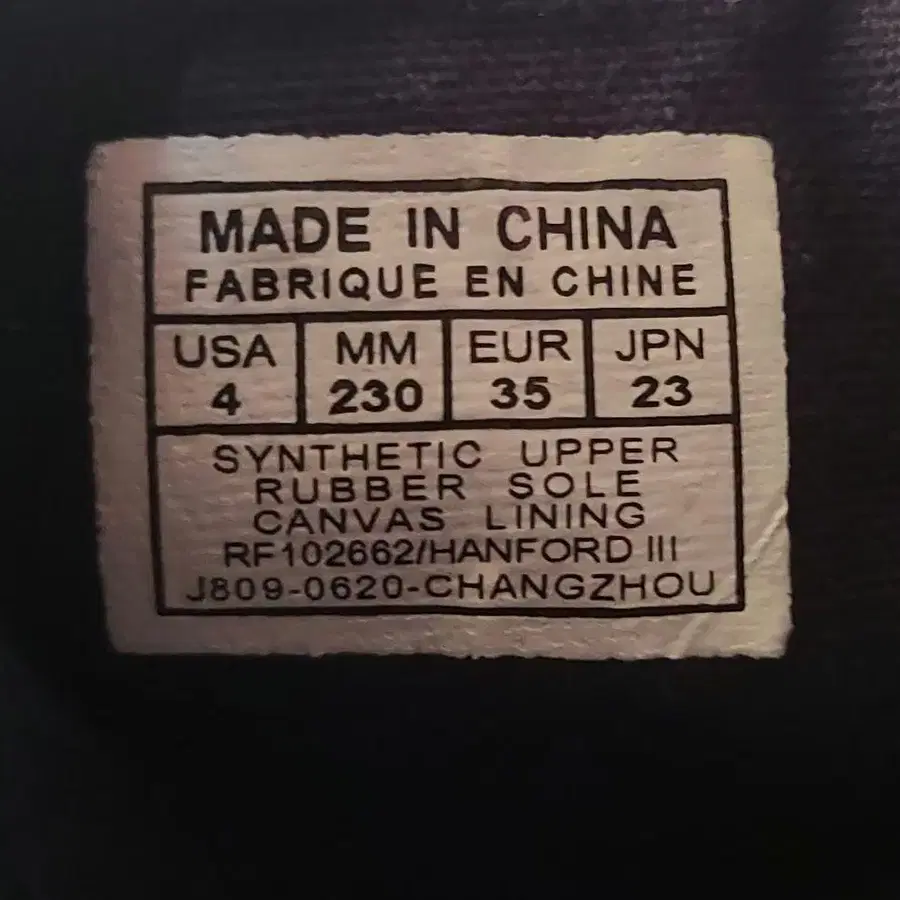 MADE IN CHINA
FABRIQUE EN CHINE
USA MM EUR JPN
4 230 35 23
SYNTHETIC UPPER
RUBBER SOLE
CANVAS LINING
RF102662/HANFORD III
J809-0620-CHANGZHOU